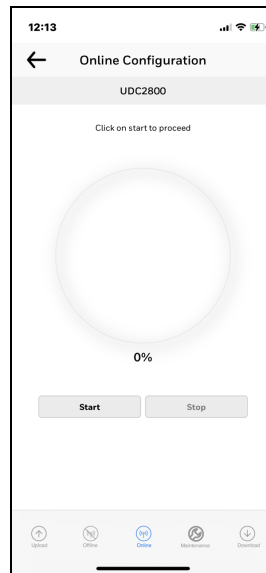 12:13
Online Configuration
UDC2800
Click on start to proceed
0%
Start Stop
Upload Offline Online Maintenance Download